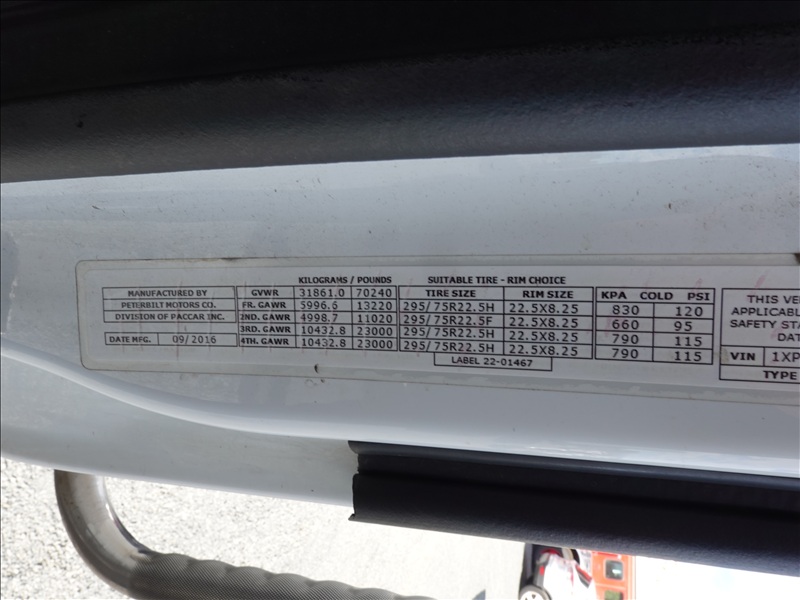 KILOGRAMS / POUNDS SUITABLE TIRE - RIM CHOICE
MANUFACTURED BY GVWR 31861.0 70240 TIRE SIZE RIM SIZE KPA COLD PSI
PETERBILT MOTORS CO. FR. GAWR 5996.6 13220 295/75R22.5H 22.5X8.25 830 120
DIVISION OF PACCAR INC. 2ND. GAWR 4998.7 11020 295/75R22.5F 22.5X8.25 660 95
3RD. GAWR 10432.8 23000 295/75R22.5H 22.5X8.25 790 115
DATE MFG. 09/2016 4TH. GAWR 10432.8 23000 295/75R22.5H 22.5X8.25 790 115
LABEL 22-01467
THIS VE
APPLICABL
SAFETY STA
DAT
VIN 1XP
TYPE